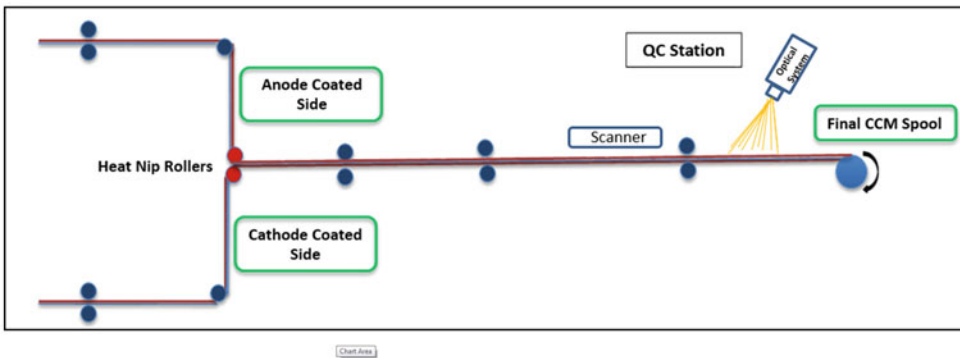 QC Station
Optical
System
Anode Coated
Side
Final CCM Spool
Scanner
Heat Nip Rollers
Cathode Coated
Side
Chart Area